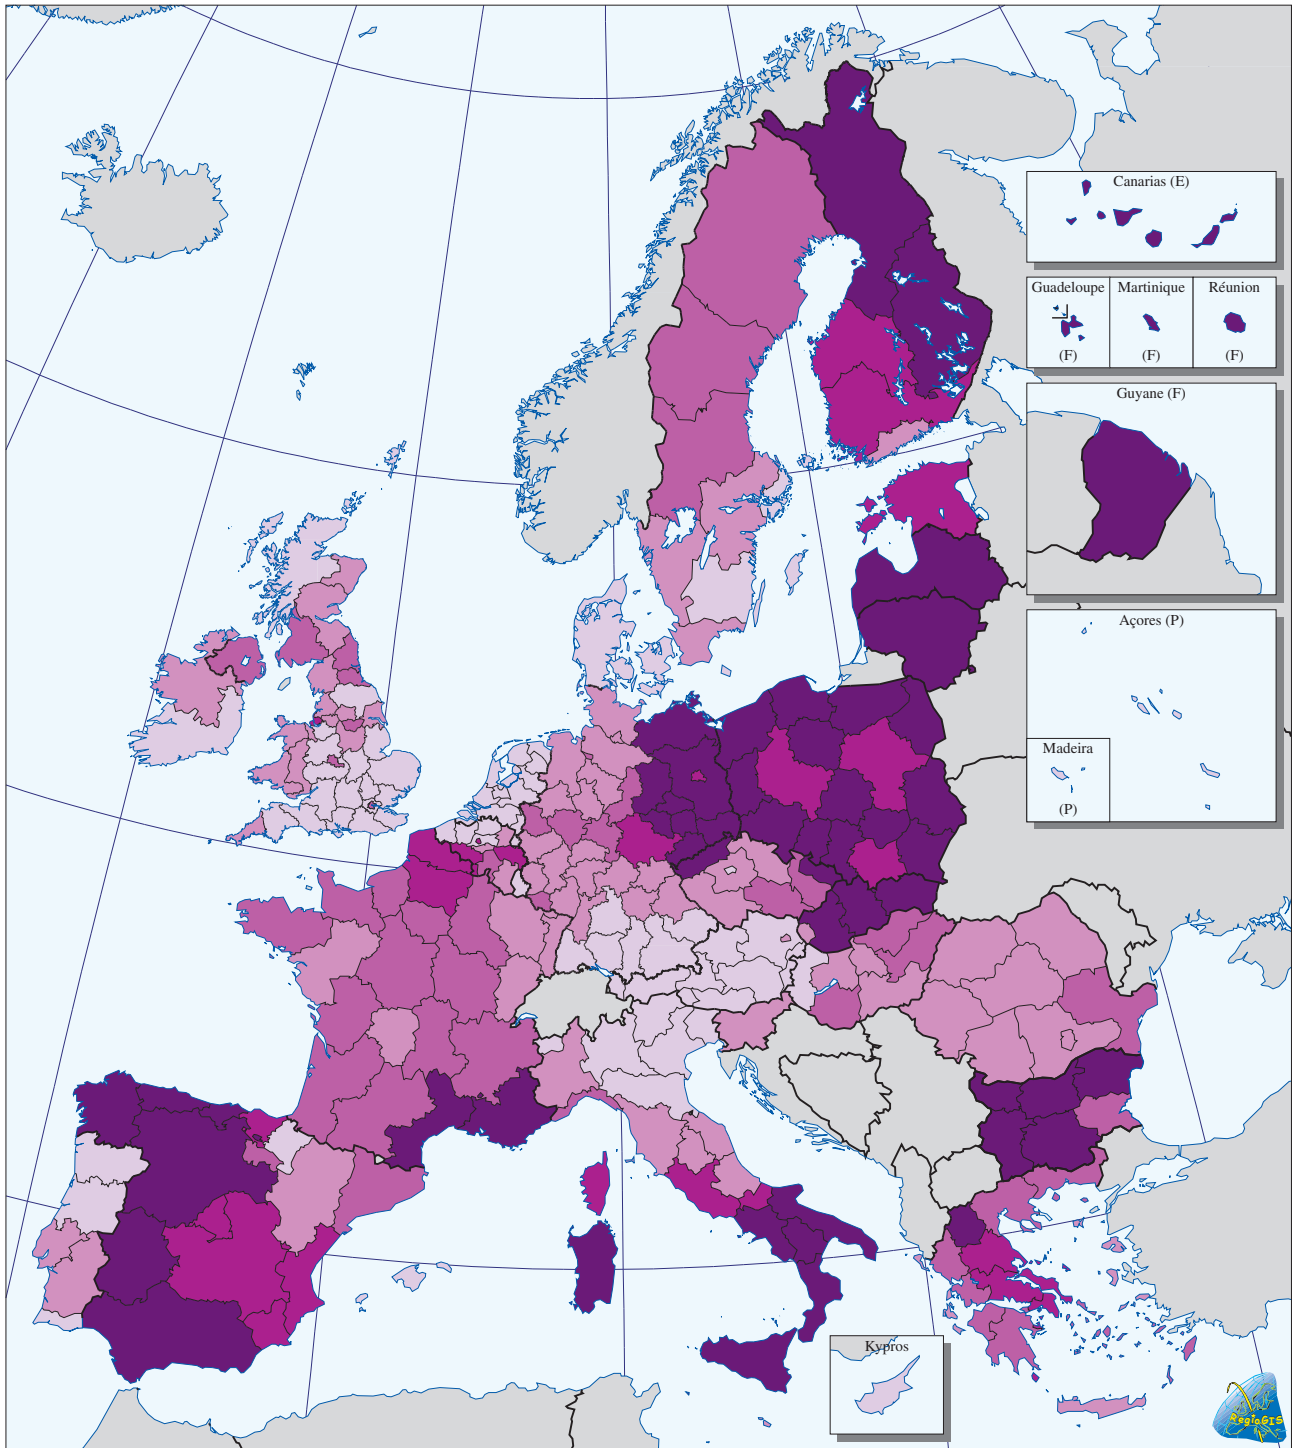 Canarias (E)
Guadeloupe
Martinique
Réunion
(F)
(F)
(F)
Guyane (F)
Açores (P)
Madeira
(P)
Kypros
RegioGIS